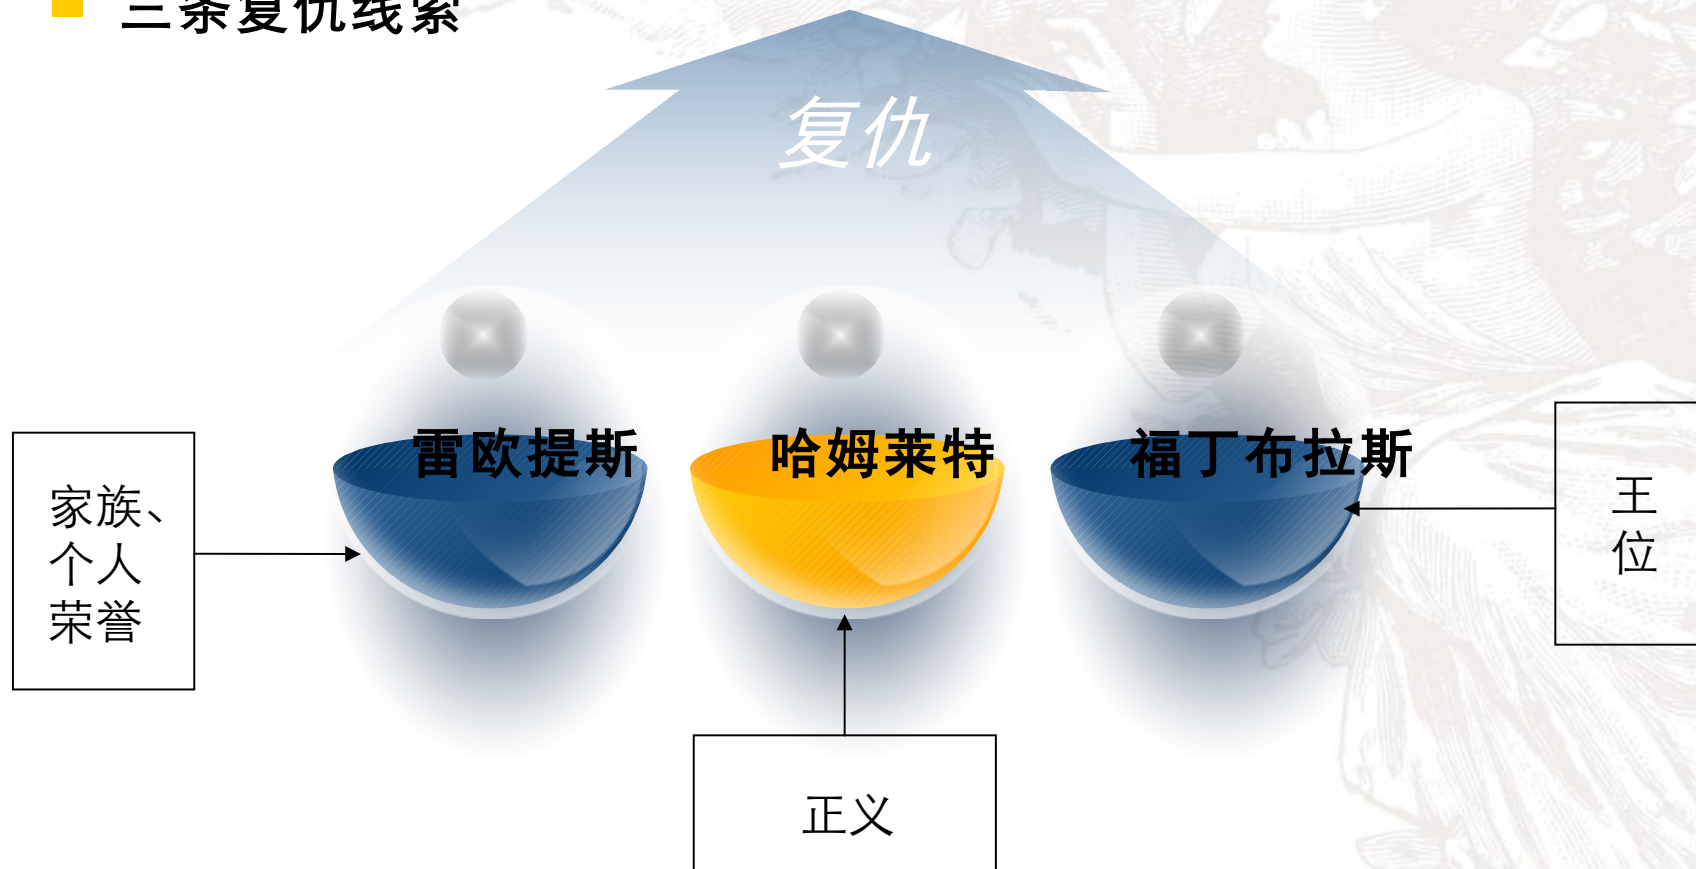 三条复仇线索
复仇
雷欧提斯
哈姆莱特
福丁布拉斯
家族、
个人
荣誉
王
位
正义